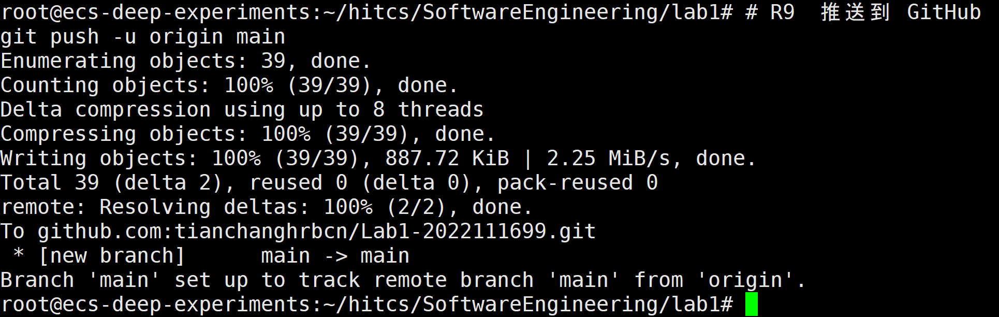 root@ecs-deep-experiments:~/hitcs/SoftwareEngineering/lab1# # R9 推送到 GitHub
git push -u origin main
Enumerating objects: 39, done.
Counting objects: 100% (39/39), done.
Delta compression using up to 8 threads
Compressing objects: 100% (39/39), done.
Writing objects: 100% (39/39), 887.72 KiB | 2.25 MiB/s, done.
Total 39 (delta 2), reused 0 (delta 0), pack-reused 0
remote: Resolving deltas: 100% (2/2), done.
To github.com:tianchanghrbcn/Lab1-2022111699.git
 * [new branch]      main -> main
Branch 'main' set up to track remote branch 'main' from 'origin'.
root@ecs-deep-experiments:~/hitcs/SoftwareEngineering/lab1#